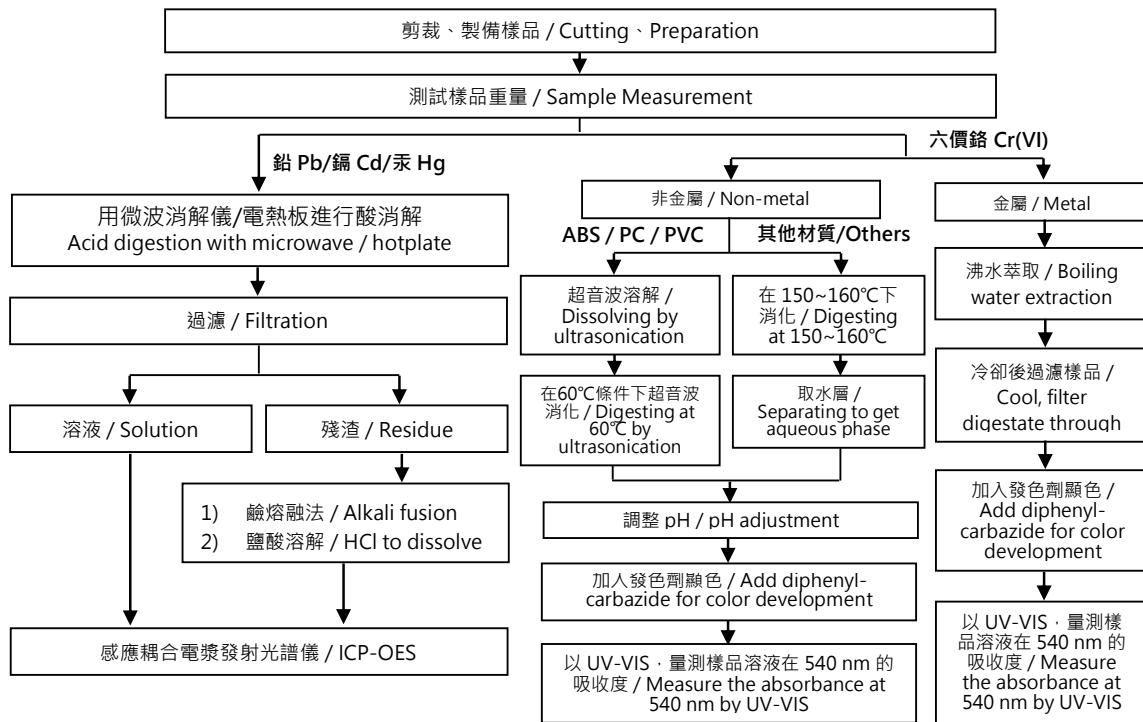 剪裁、製備樣品 / Cutting、Preparation
測試樣品重量 / Sample Measurement
鉛 Pb/鎘 Cd/汞 Hg
六價鉻 Cr(VI)
用微波消解儀/電熱板進行酸消解
Acid digestion with microwave / hotplate
過濾 / Filtration
溶液 / Solution
殘渣 / Residue
1) 鹼熔融法 / Alkali fusion
2) 鹽酸溶解 / HCl to dissolve
感應耦合電漿發射光譜儀 / ICP-OES
非金屬 / Non-metal
ABS / PC / PVC
其他材質/Others
超音波溶解 /
Dissolving by
ultrasonication
在60℃條件下超音波
消化 / Digesting at
60℃ by
ultrasonication
在 150~160℃下
消化 / Digesting
at 150~160℃
取水層 /
Separating to get
aqueous phase
調整 pH / pH adjustment
加入發色劑顯色 / Add diphenyl-
carbazide for color development
以 UV-VIS，量測樣品溶液在 540 nm 的
吸收度 / Measure the absorbance at
540 nm by UV-VIS
金屬 / Metal
沸水萃取 / Boiling
water extraction
冷卻後過濾樣品 /
Cool, filter
digestate through
加入發色劑顯色 /
Add diphenyl-
carbazide for color
development
以 UV-VIS，量測樣
品溶液在 540 nm 的
吸收度 / Measure
the absorbance at
540 nm by UV-VIS